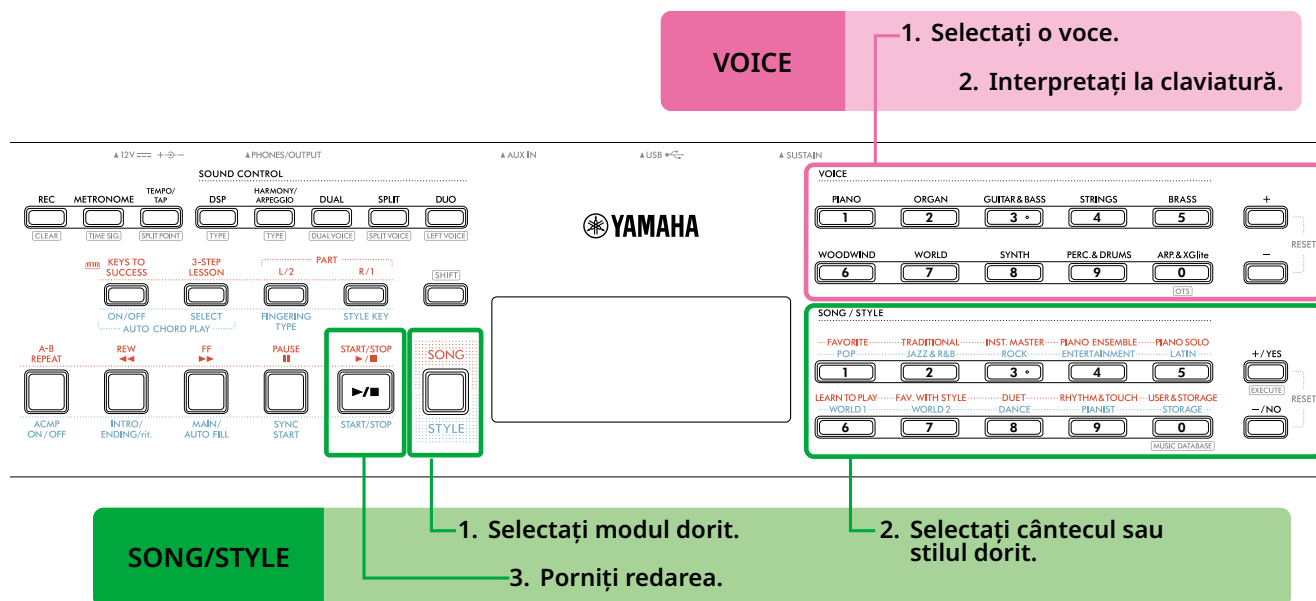 VOICE
1. Selectați o voce.
2. Interpretați la claviatură.
▲12V ⎓ +-
▲PHONES/OUTPUT
▲AUX IN
▲USB
▲SUSTAIN
SOUND CONTROL
REC METRONOME TEMPO/TAP DSP HARMONY/ARPEGGIO DUAL SPLIT DUO
CLEAR TIME SIG. SPLIT POINT TYPE TYPE DUAL VOICE SPLIT VOICE LEFT VOICE
KEYS TO SUCCESS 3-STEP LESSON PART L/2 R/1 SHIFT
ON/OFF SELECT FINGERING TYPE STYLE KEY
AUTO CHORD PLAY
A-B REPEAT REW ◀◀ FF ▶▶ PAUSE ⏸ START/STOP ▶/■ SONG
▶/■
ACMP ON/OFF INTRO/ENDING/rit. MAIN/AUTO FILL SYNC START START/STOP STYLE
YAMAHA
VOICE
PIANO ORGAN GUITAR & BASS STRINGS BRASS +
1 2 3 4 5
RESET
WOODWIND WORLD SYNTH PERC. & DRUMS ARP. & XGlite −
6 7 8 9 0
OTS
SONG / STYLE
FAVORITE TRADITIONAL INST. MASTER PIANO ENSEMBLE PIANO SOLO
POP JAZZ & R&B ROCK ENTERTAINMENT LATIN +/YES
1 2 3 4 5
EXECUTE
RESET
LEARN TO PLAY FAV. WITH STYLE DUET RHYTHM & TOUCH USER & STORAGE
WORLD 1 WORLD 2 DANCE PIANIST STORAGE −/NO
6 7 8 9 0
MUSIC DATABASE
SONG/STYLE
1. Selectați modul dorit.
3. Porniți redarea.
2. Selectați cântecul sau
stilul dorit.